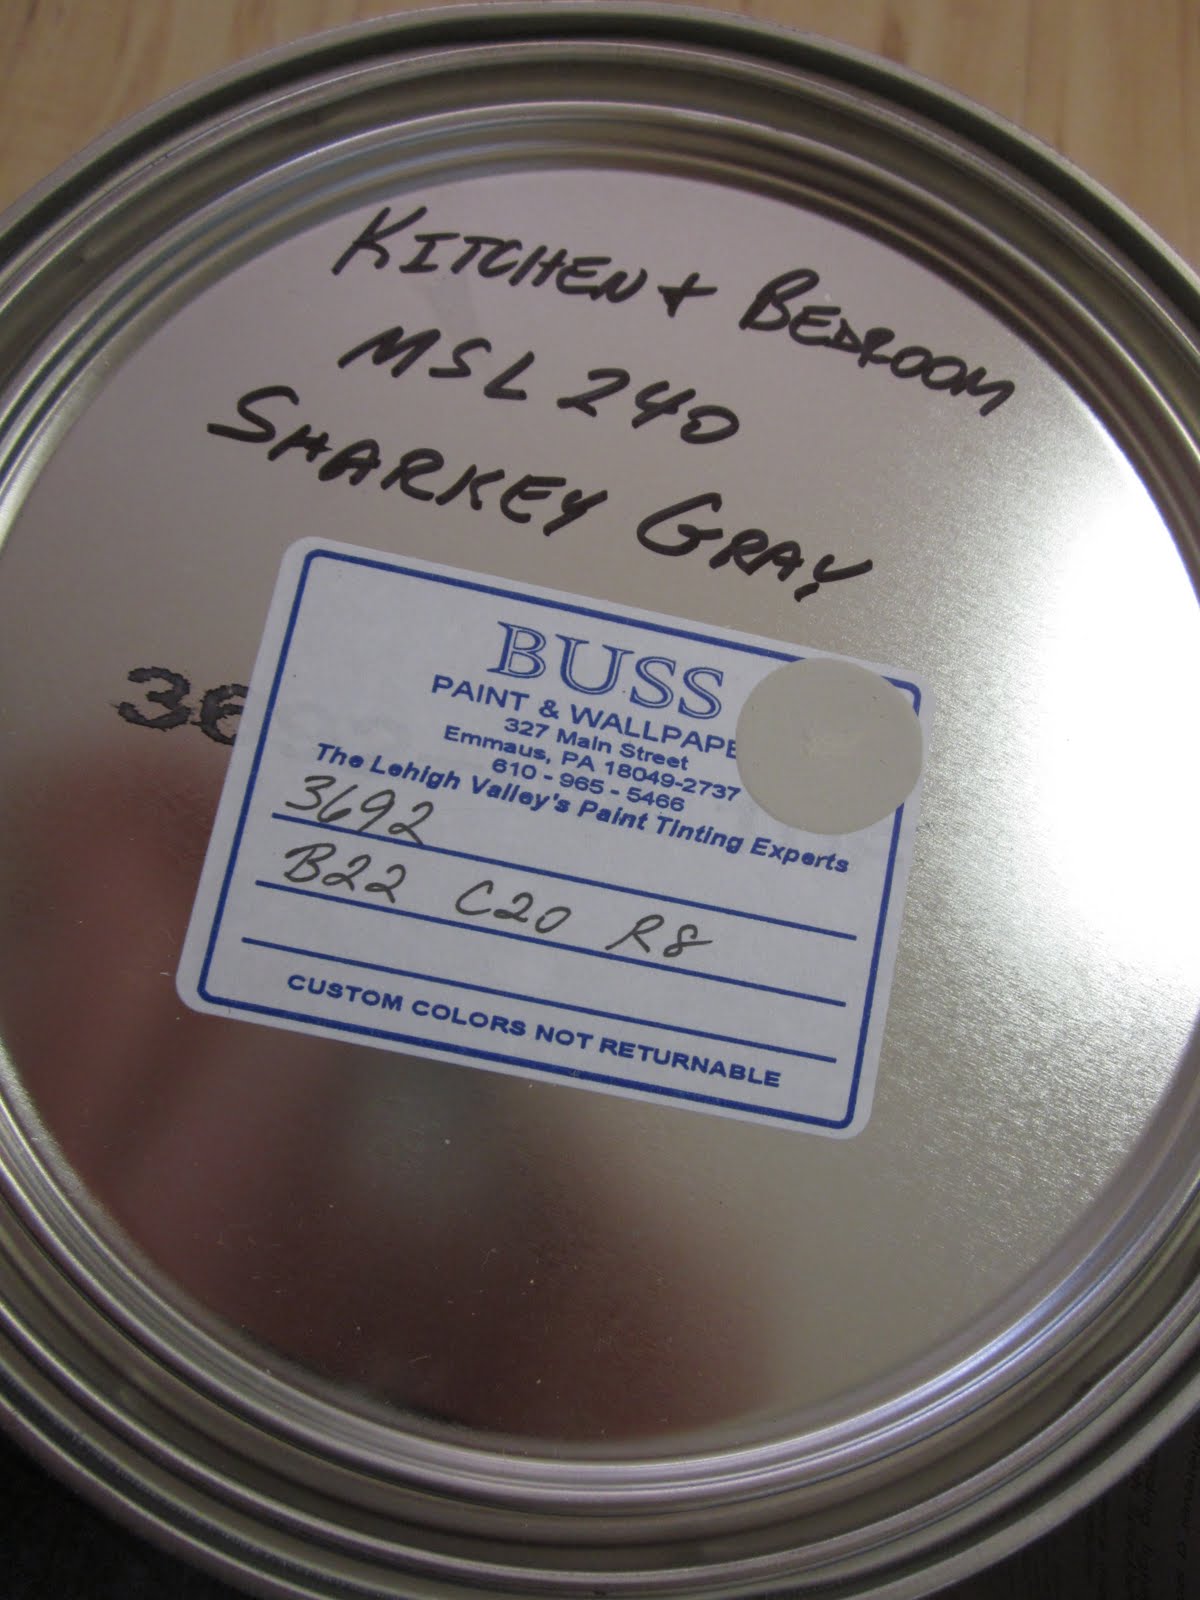 KITCHEN + BEDROOM
MSL 240
SHARKEY GRAY
BUSS
PAINT & WALLPAPE
327 Main Street
Emmaus, PA 18049-2737
610 - 965 - 5466
The Lehigh Valley's Paint Tinting Experts
36
3692
B22 C20 R8
CUSTOM COLORS NOT RETURNABLE